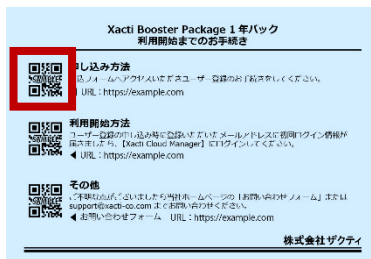 Xacti Booster Package 1年パック
利用開始までのお手続き
し込み方法
込フォームへアクセスいただきユーザー登録のお手続きをしてください。
URL：https://example.com
利用開始方法
ユーザー登録の申し込み時に登録いただいたメールアドレスに初回ログイン情報が
届きましたら、【Xacti Cloud Manager】にログインしてください。
◀ URL：https://example.com
その他
ご不明な点がございましたら当社ホームページの「お問い合わせフォーム」または
support@xacti-co.com までお問い合わせください。
◀ お問い合わせフォーム URL：https://example.com
株式会社ザクティ